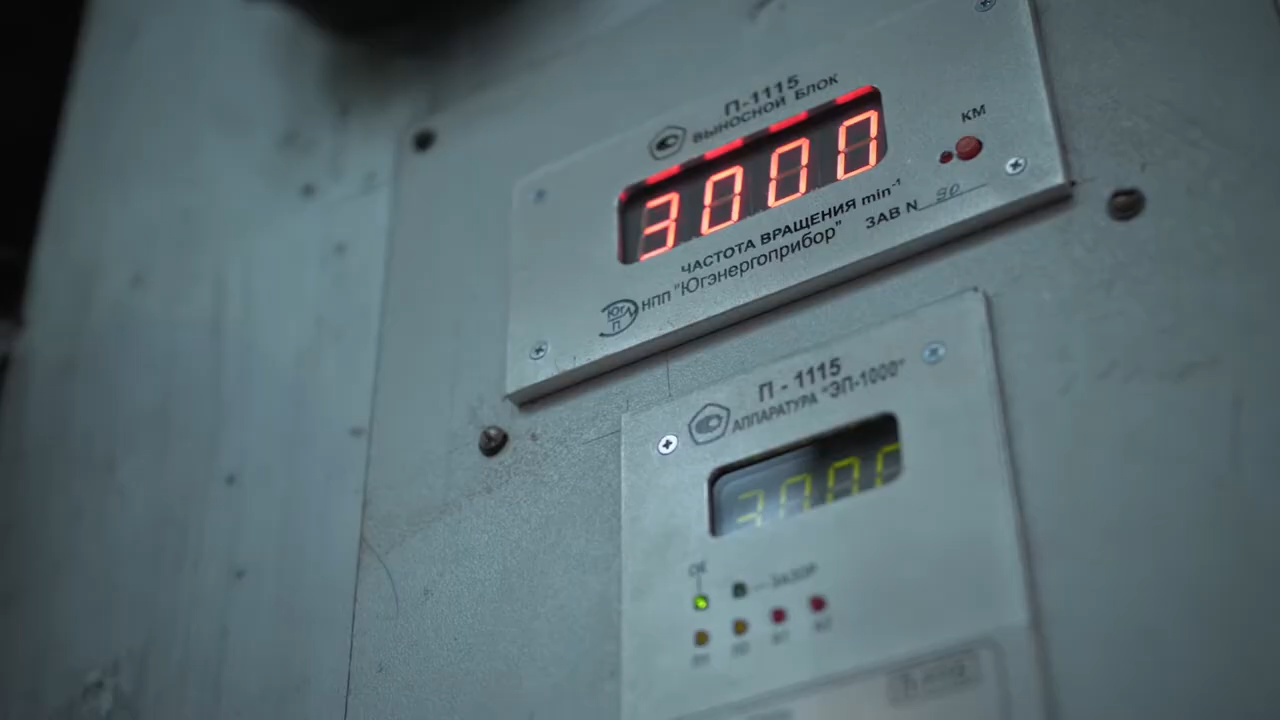 П-1115
ВЫНОСНОЙ БЛОК
3000
КМ
ЧАСТОТА ВРАЩЕНИЯ min⁻¹
ЗАВ N 90
ЮГ
П
НПП "Югэнергоприбор"
П - 1115
АППАРАТУРА "ЭП-1000"
3000
ОК
ЗАЗОР